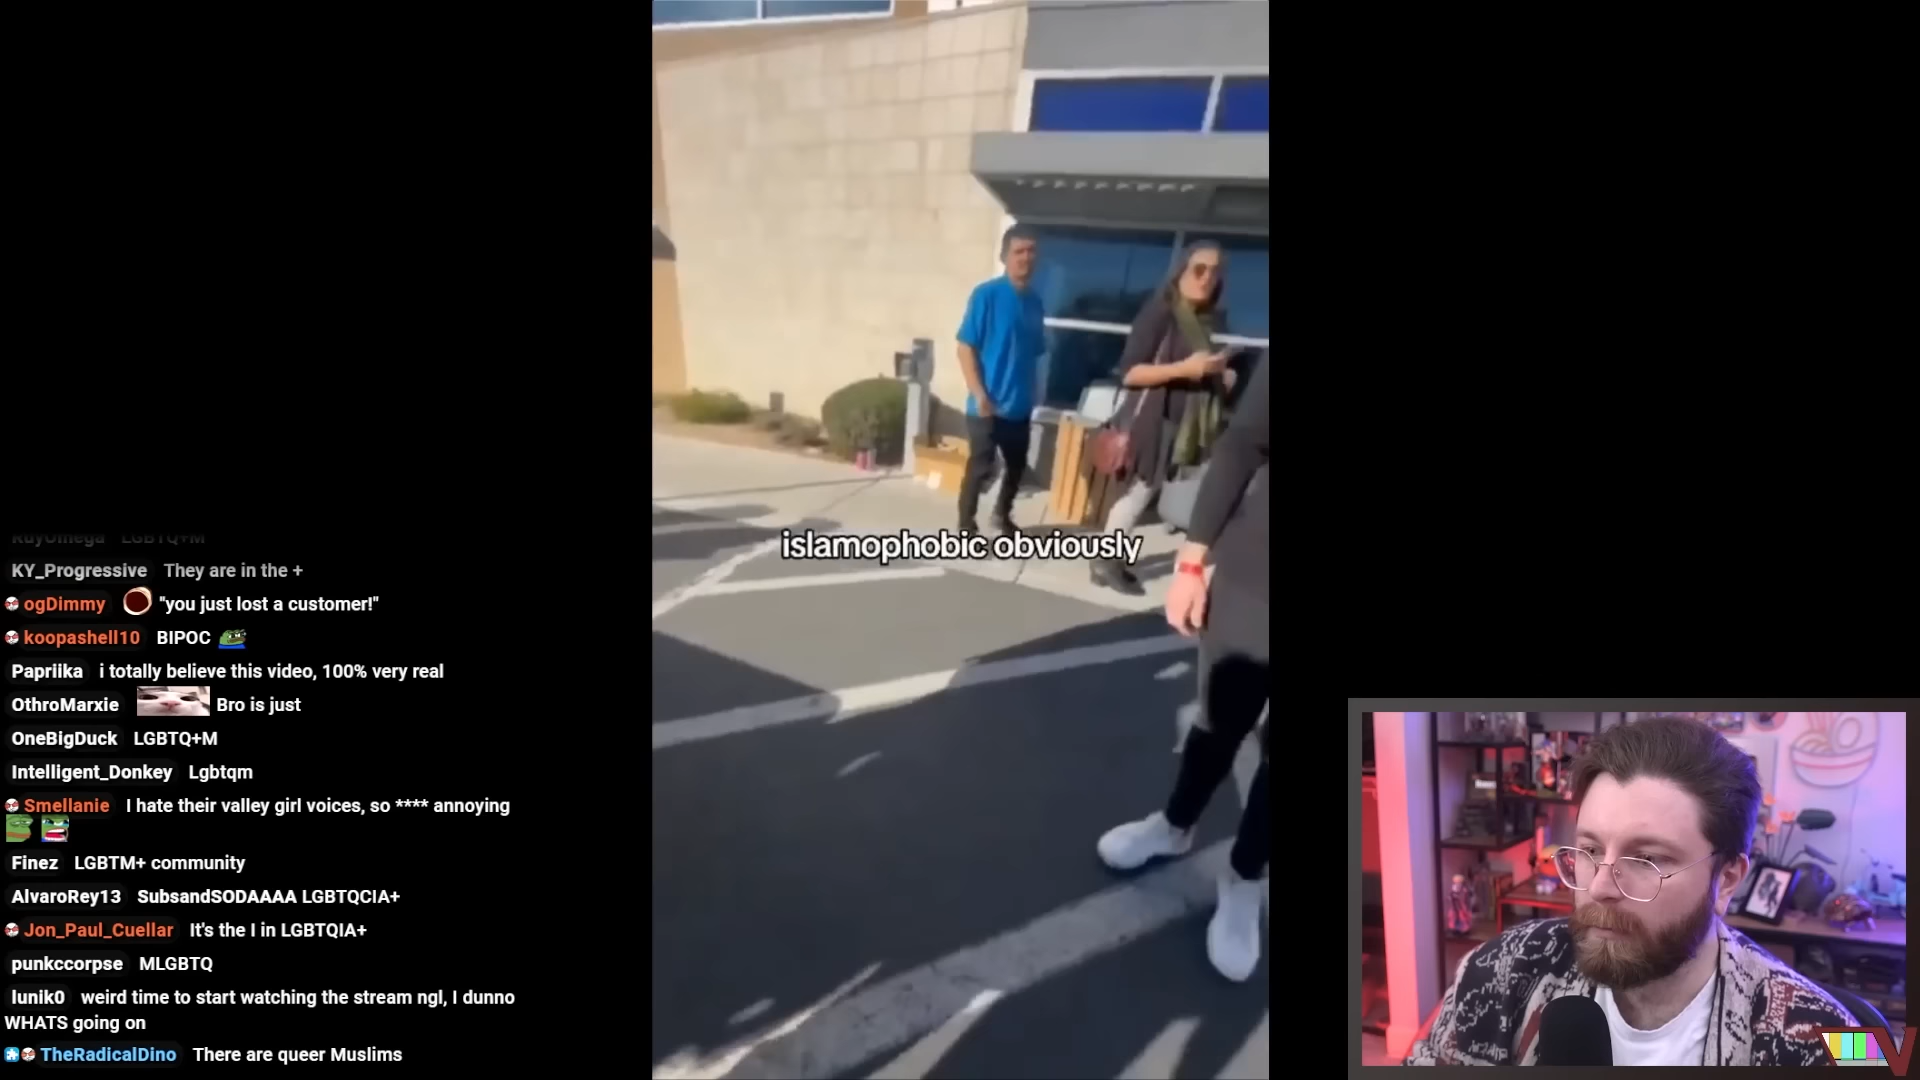 RuyOmega LGBTQ+M
KY_Progressive They are in the +
ogDimmy "you just lost a customer!"
koopashell10 BIPOC
Papriika i totally believe this video, 100% very real
OthroMarxie Bro is just
OneBigDuck LGBTQ+M
Intelligent_Donkey Lgbtqm
Smellanie I hate their valley girl voices, so **** annoying
Finez LGBTM+ community
AlvaroRey13 SubsandSODAAAA LGBTQCIA+
Jon_Paul_Cuellar It's the I in LGBTQIA+
punkccorpse MLGBTQ
lunik0 weird time to start watching the stream ngl, I dunno
WHATS going on
TheRadicalDino There are queer Muslims
islamophobic obviously